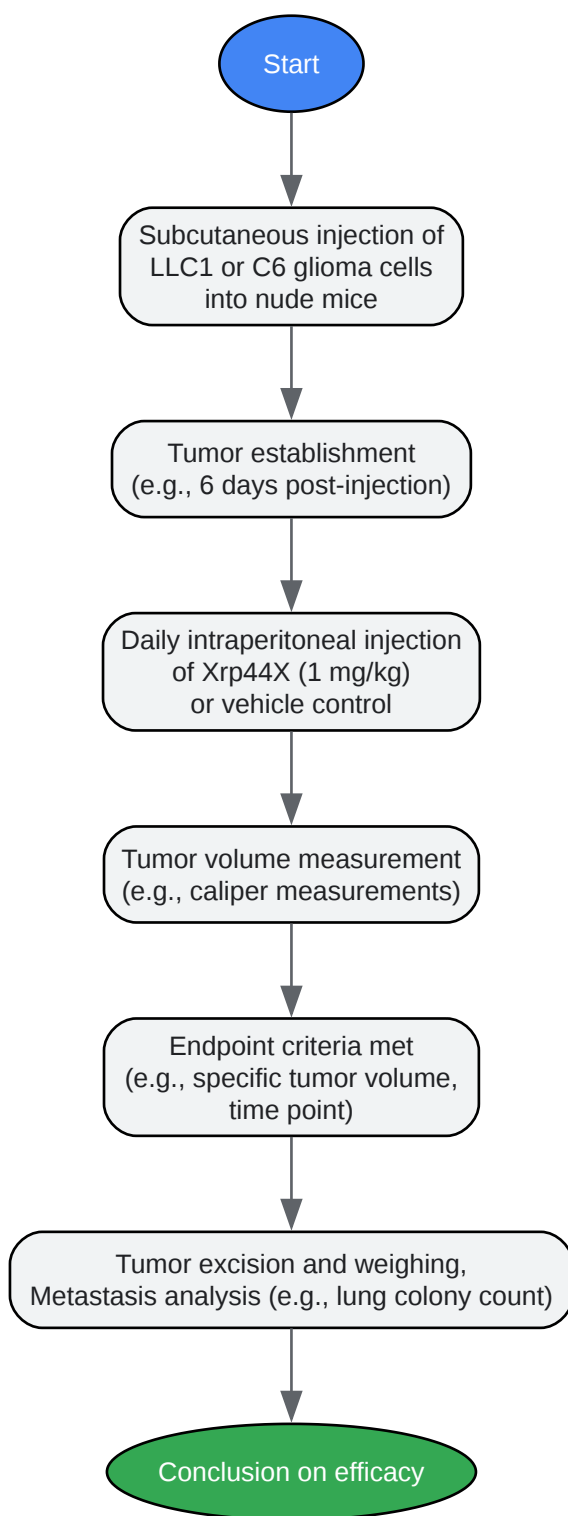 Start
Subcutaneous injection of
LLC1 or C6 glioma cells
into nude mice
Tumor establishment
(e.g., 6 days post-injection)
Daily intraperitoneal injection
of Xrp44X (1 mg/kg)
or vehicle control
Tumor volume measurement
(e.g., caliper measurements)
Endpoint criteria met
(e.g., specific tumor volume,
time point)
Tumor excision and weighing,
Metastasis analysis (e.g., lung colony count)
Conclusion on efficacy